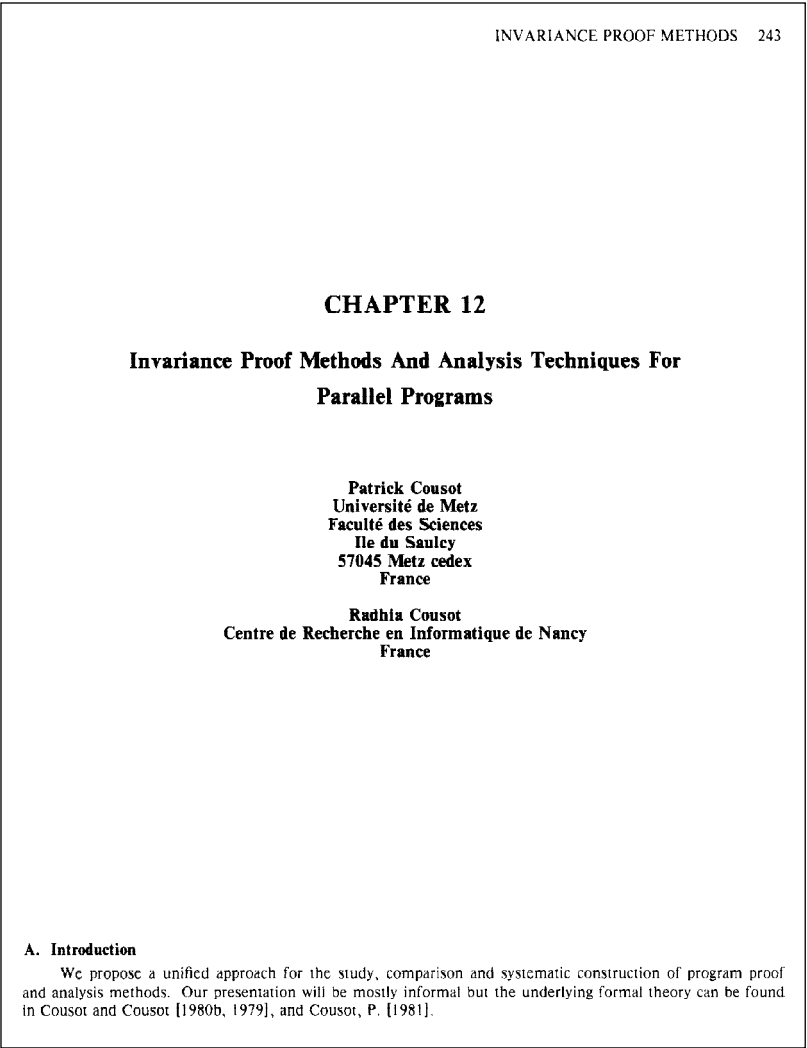 INVARIANCE PROOF METHODS 243
CHAPTER 12
Invariance Proof Methods And Analysis Techniques For
Parallel Programs
Patrick Cousot
Université de Metz
Faculté des Sciences
Ile du Saulcy
57045 Metz cedex
France
Radhia Cousot
Centre de Recherche en Informatique de Nancy
France
A. Introduction
We propose a unified approach for the study, comparison and systematic construction of program proof
and analysis methods. Our presentation will be mostly informal but the underlying formal theory can be found
in Cousot and Cousot [1980b, 1979], and Cousot, P. [1981].